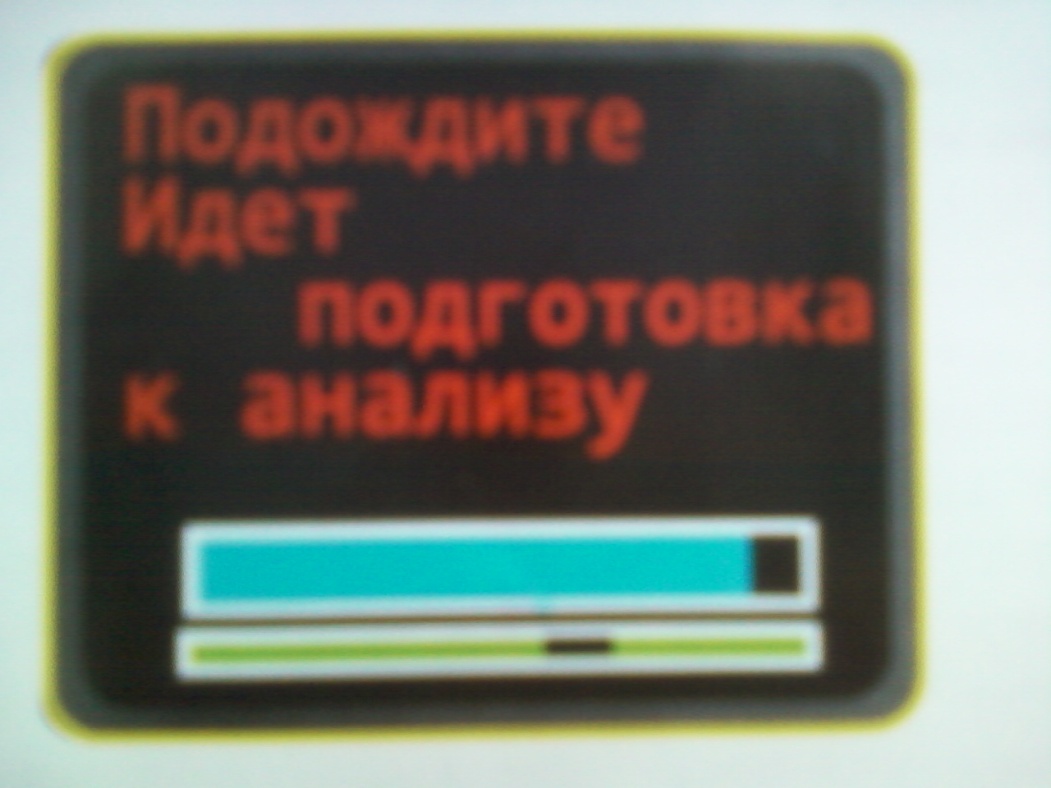 Подождите
Идет
подготовка
к анализу